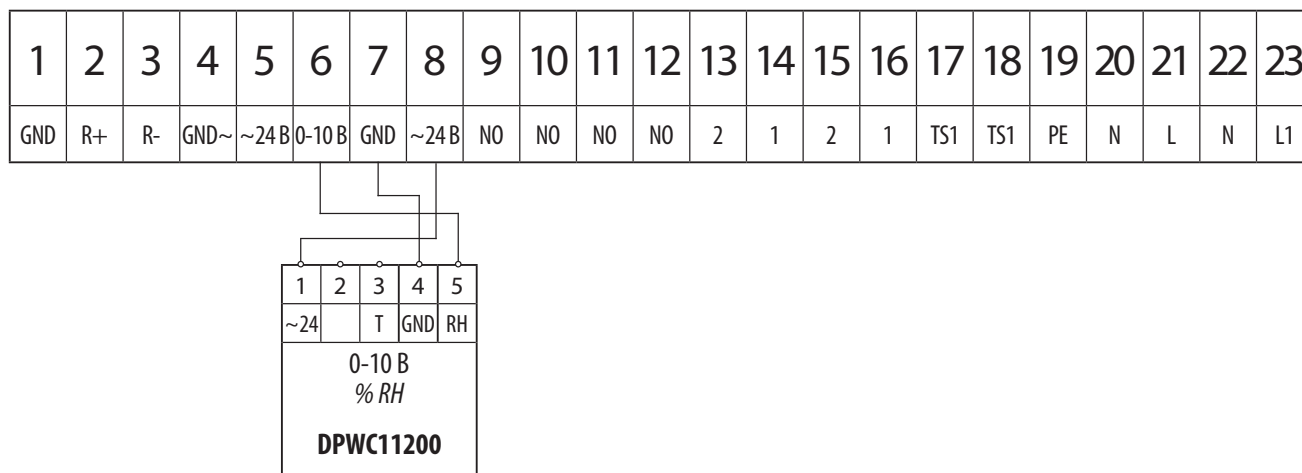 1 2 3 4 5 6 7 8 9 10 11 12 13 14 15 16 17 18 19 20 21 22 23
GND R+ R- GND~ ~24 В 0-10 В GND ~24 В NO NO NO NO 2 1 2 1 TS1 TS1 PE N L N L1
1 2 3 4 5
~24 T GND RH
0-10 В
% RH
DPWC11200